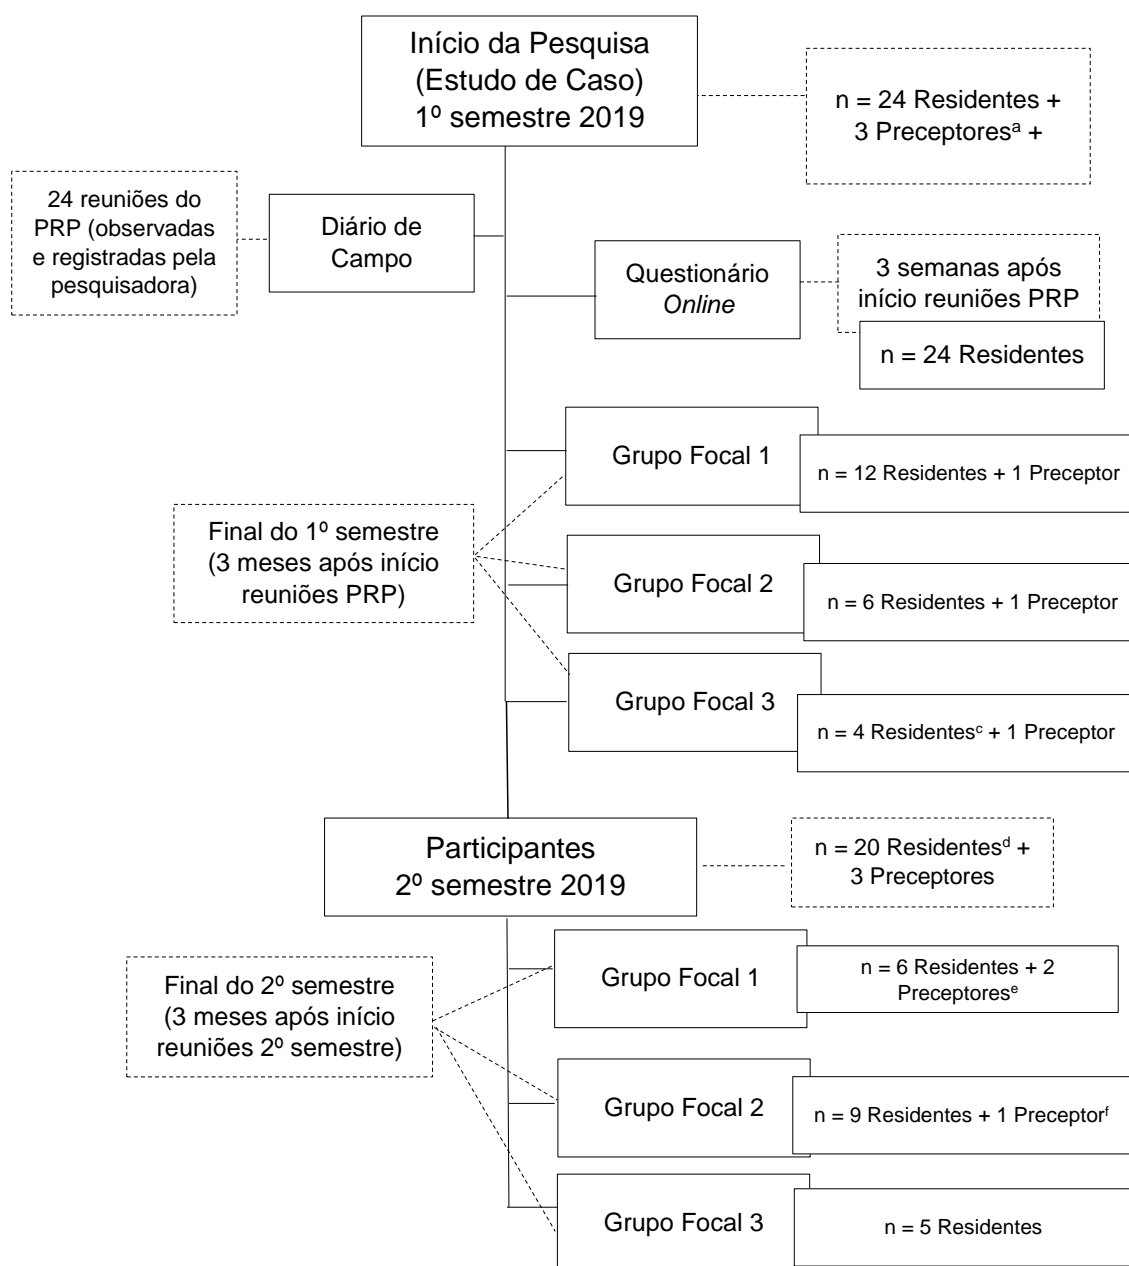 Início da Pesquisa
(Estudo de Caso)
1º semestre 2019
n = 24 Residentes +
3 Preceptoresᵃ +
24 reuniões do
PRP (observadas
e registradas pela
pesquisadora)
Diário de
Campo
Questionário
Online
3 semanas após
início reuniões PRP
n = 24 Residentes
Grupo Focal 1
n = 12 Residentes + 1 Preceptor
Final do 1º semestre
(3 meses após início
reuniões PRP)
Grupo Focal 2
n = 6 Residentes + 1 Preceptor
Grupo Focal 3
n = 4 Residentesᶜ + 1 Preceptor
Participantes
2º semestre 2019
n = 20 Residentesᵈ +
3 Preceptores
Final do 2º semestre
(3 meses após início
reuniões 2º semestre)
Grupo Focal 1
n = 6 Residentes + 2
Preceptoresᵉ
Grupo Focal 2
n = 9 Residentes + 1 Preceptorᶠ
Grupo Focal 3
n = 5 Residentes